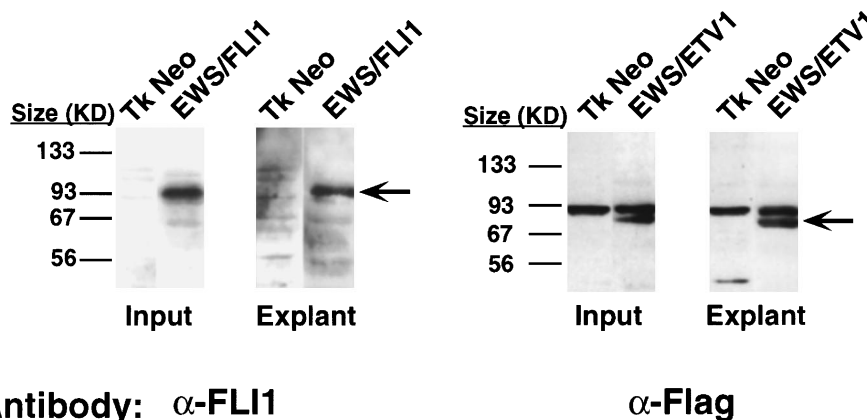 Tk Neo EWS/FLI1 Tk Neo EWS/FLI1 Tk Neo EWS/ETV1 Tk Neo EWS/ETV1
Size (KD) Size (KD)
133 133
93 93
67 67
56 56
Input Explant Input Explant
ntibody: α-FLI1 α-Flag